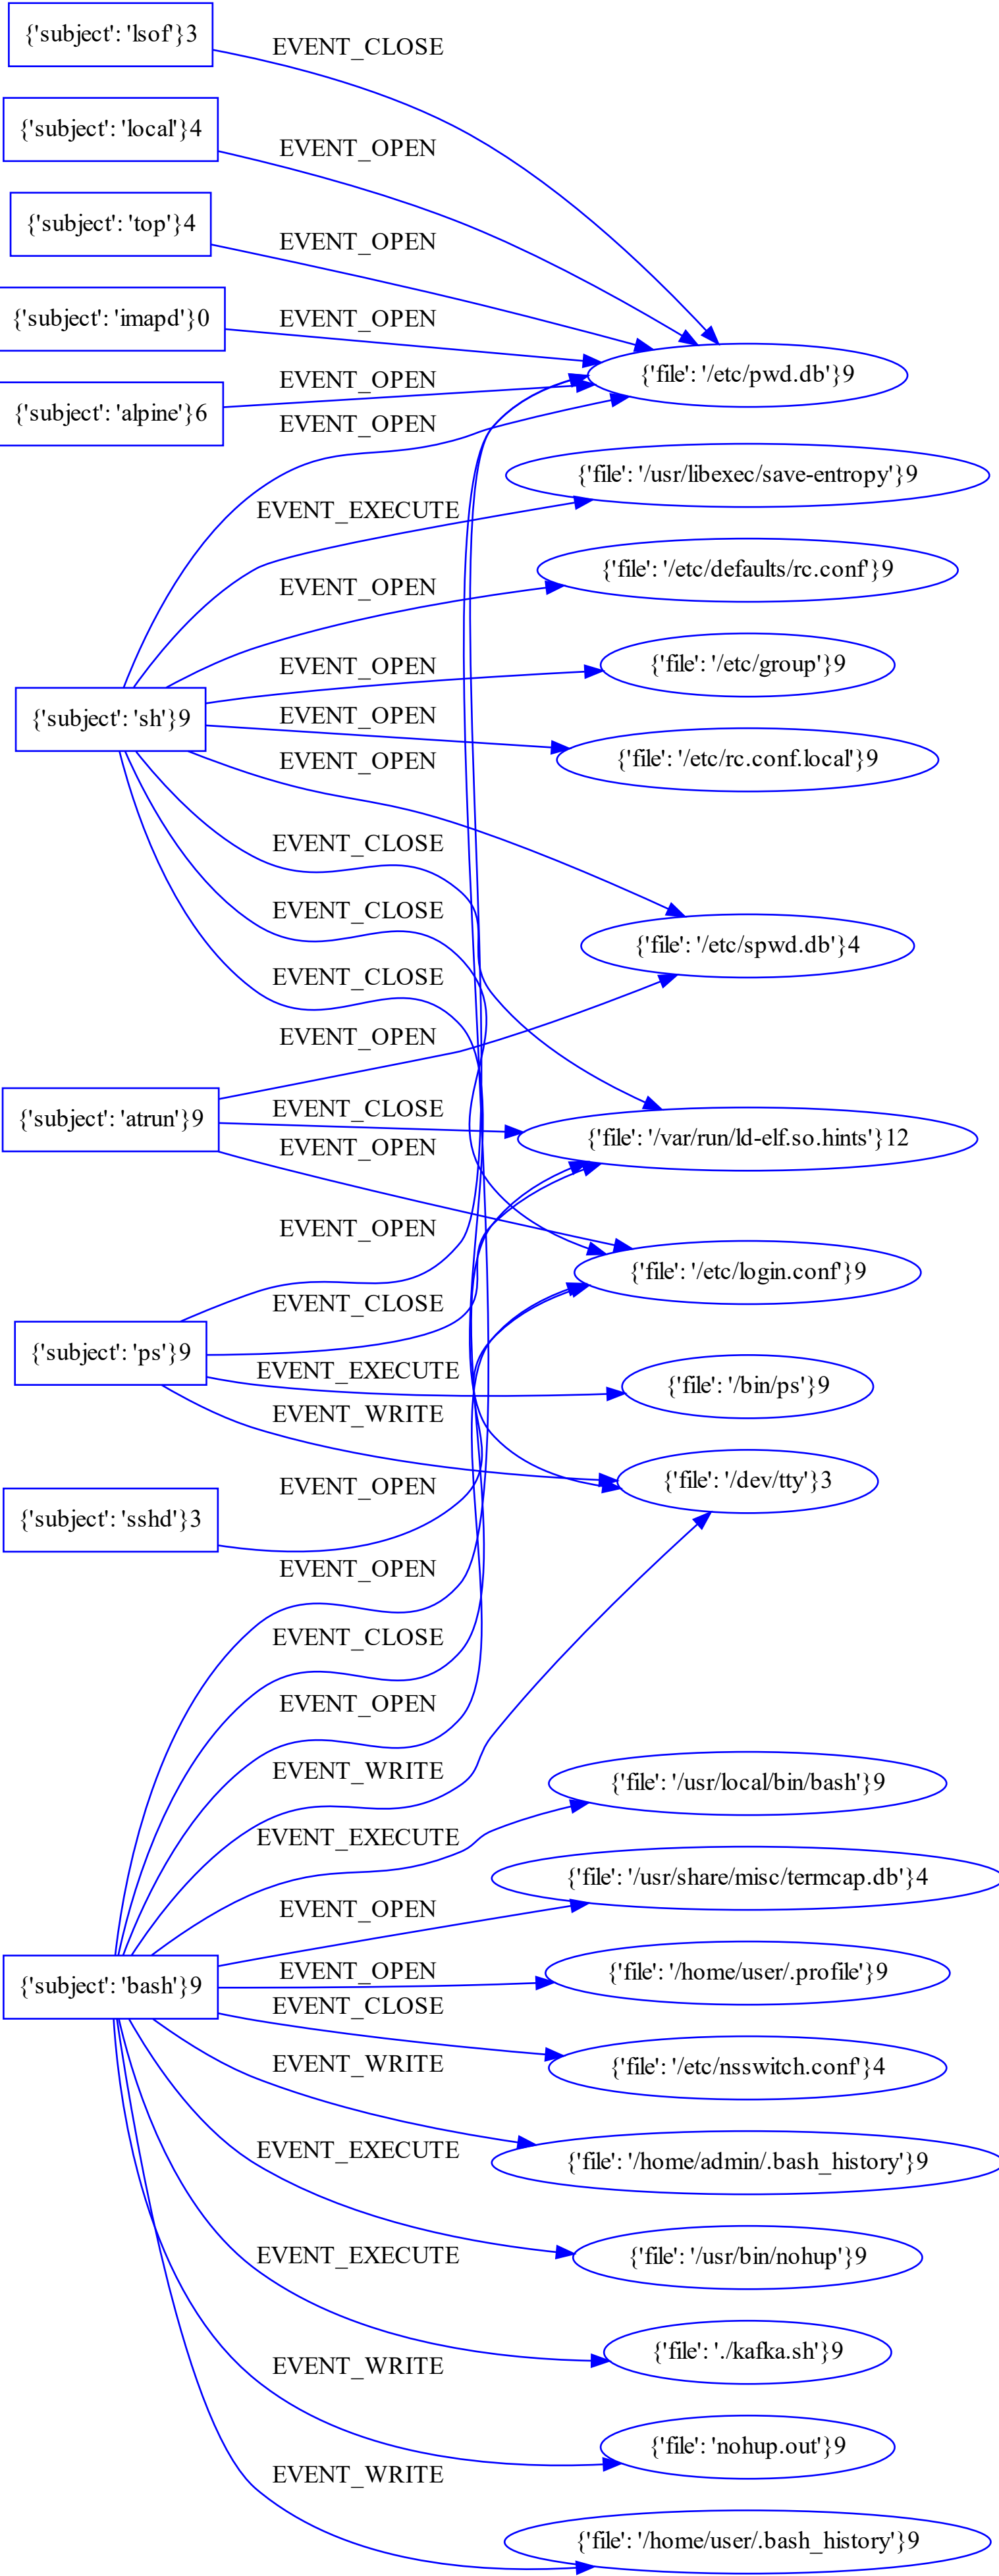 {'subject': 'lsof'}3
EVENT_CLOSE
{'subject': 'local'}4
EVENT_OPEN
{'subject': 'top'}4
EVENT_OPEN
{'subject': 'imapd'}0
EVENT_OPEN
{'file': '/etc/pwd.db'}9
EVENT_OPEN
{'subject': 'alpine'}6
EVENT_OPEN
{'file': '/usr/libexec/save-entropy'}9
EVENT_EXECUTE
{'file': '/etc/defaults/rc.conf'}9
EVENT_OPEN
{'file': '/etc/group'}9
EVENT_OPEN
{'subject': 'sh'}9
EVENT_OPEN
{'file': '/etc/rc.conf.local'}9
EVENT_OPEN
EVENT_CLOSE
EVENT_CLOSE
{'file': '/etc/spwd.db'}4
EVENT_CLOSE
EVENT_OPEN
{'subject': 'atrun'}9
EVENT_CLOSE
{'file': '/var/run/ld-elf.so.hints'}12
EVENT_OPEN
EVENT_OPEN
{'file': '/etc/login.conf'}9
EVENT_CLOSE
{'subject': 'ps'}9
EVENT_EXECUTE
{'file': '/bin/ps'}9
EVENT_WRITE
{'file': '/dev/tty'}3
EVENT_OPEN
{'subject': 'sshd'}3
EVENT_OPEN
EVENT_CLOSE
EVENT_OPEN
EVENT_WRITE
{'file': '/usr/local/bin/bash'}9
EVENT_EXECUTE
{'file': '/usr/share/misc/termcap.db'}4
EVENT_OPEN
EVENT_OPEN
{'file': '/home/user/.profile'}9
{'subject': 'bash'}9
EVENT_CLOSE
{'file': '/etc/nsswitch.conf'}4
EVENT_WRITE
EVENT_EXECUTE
{'file': '/home/admin/.bash_history'}9
{'file': '/usr/bin/nohup'}9
EVENT_EXECUTE
{'file': './kafka.sh'}9
EVENT_WRITE
{'file': 'nohup.out'}9
EVENT_WRITE
{'file': '/home/user/.bash_history'}9